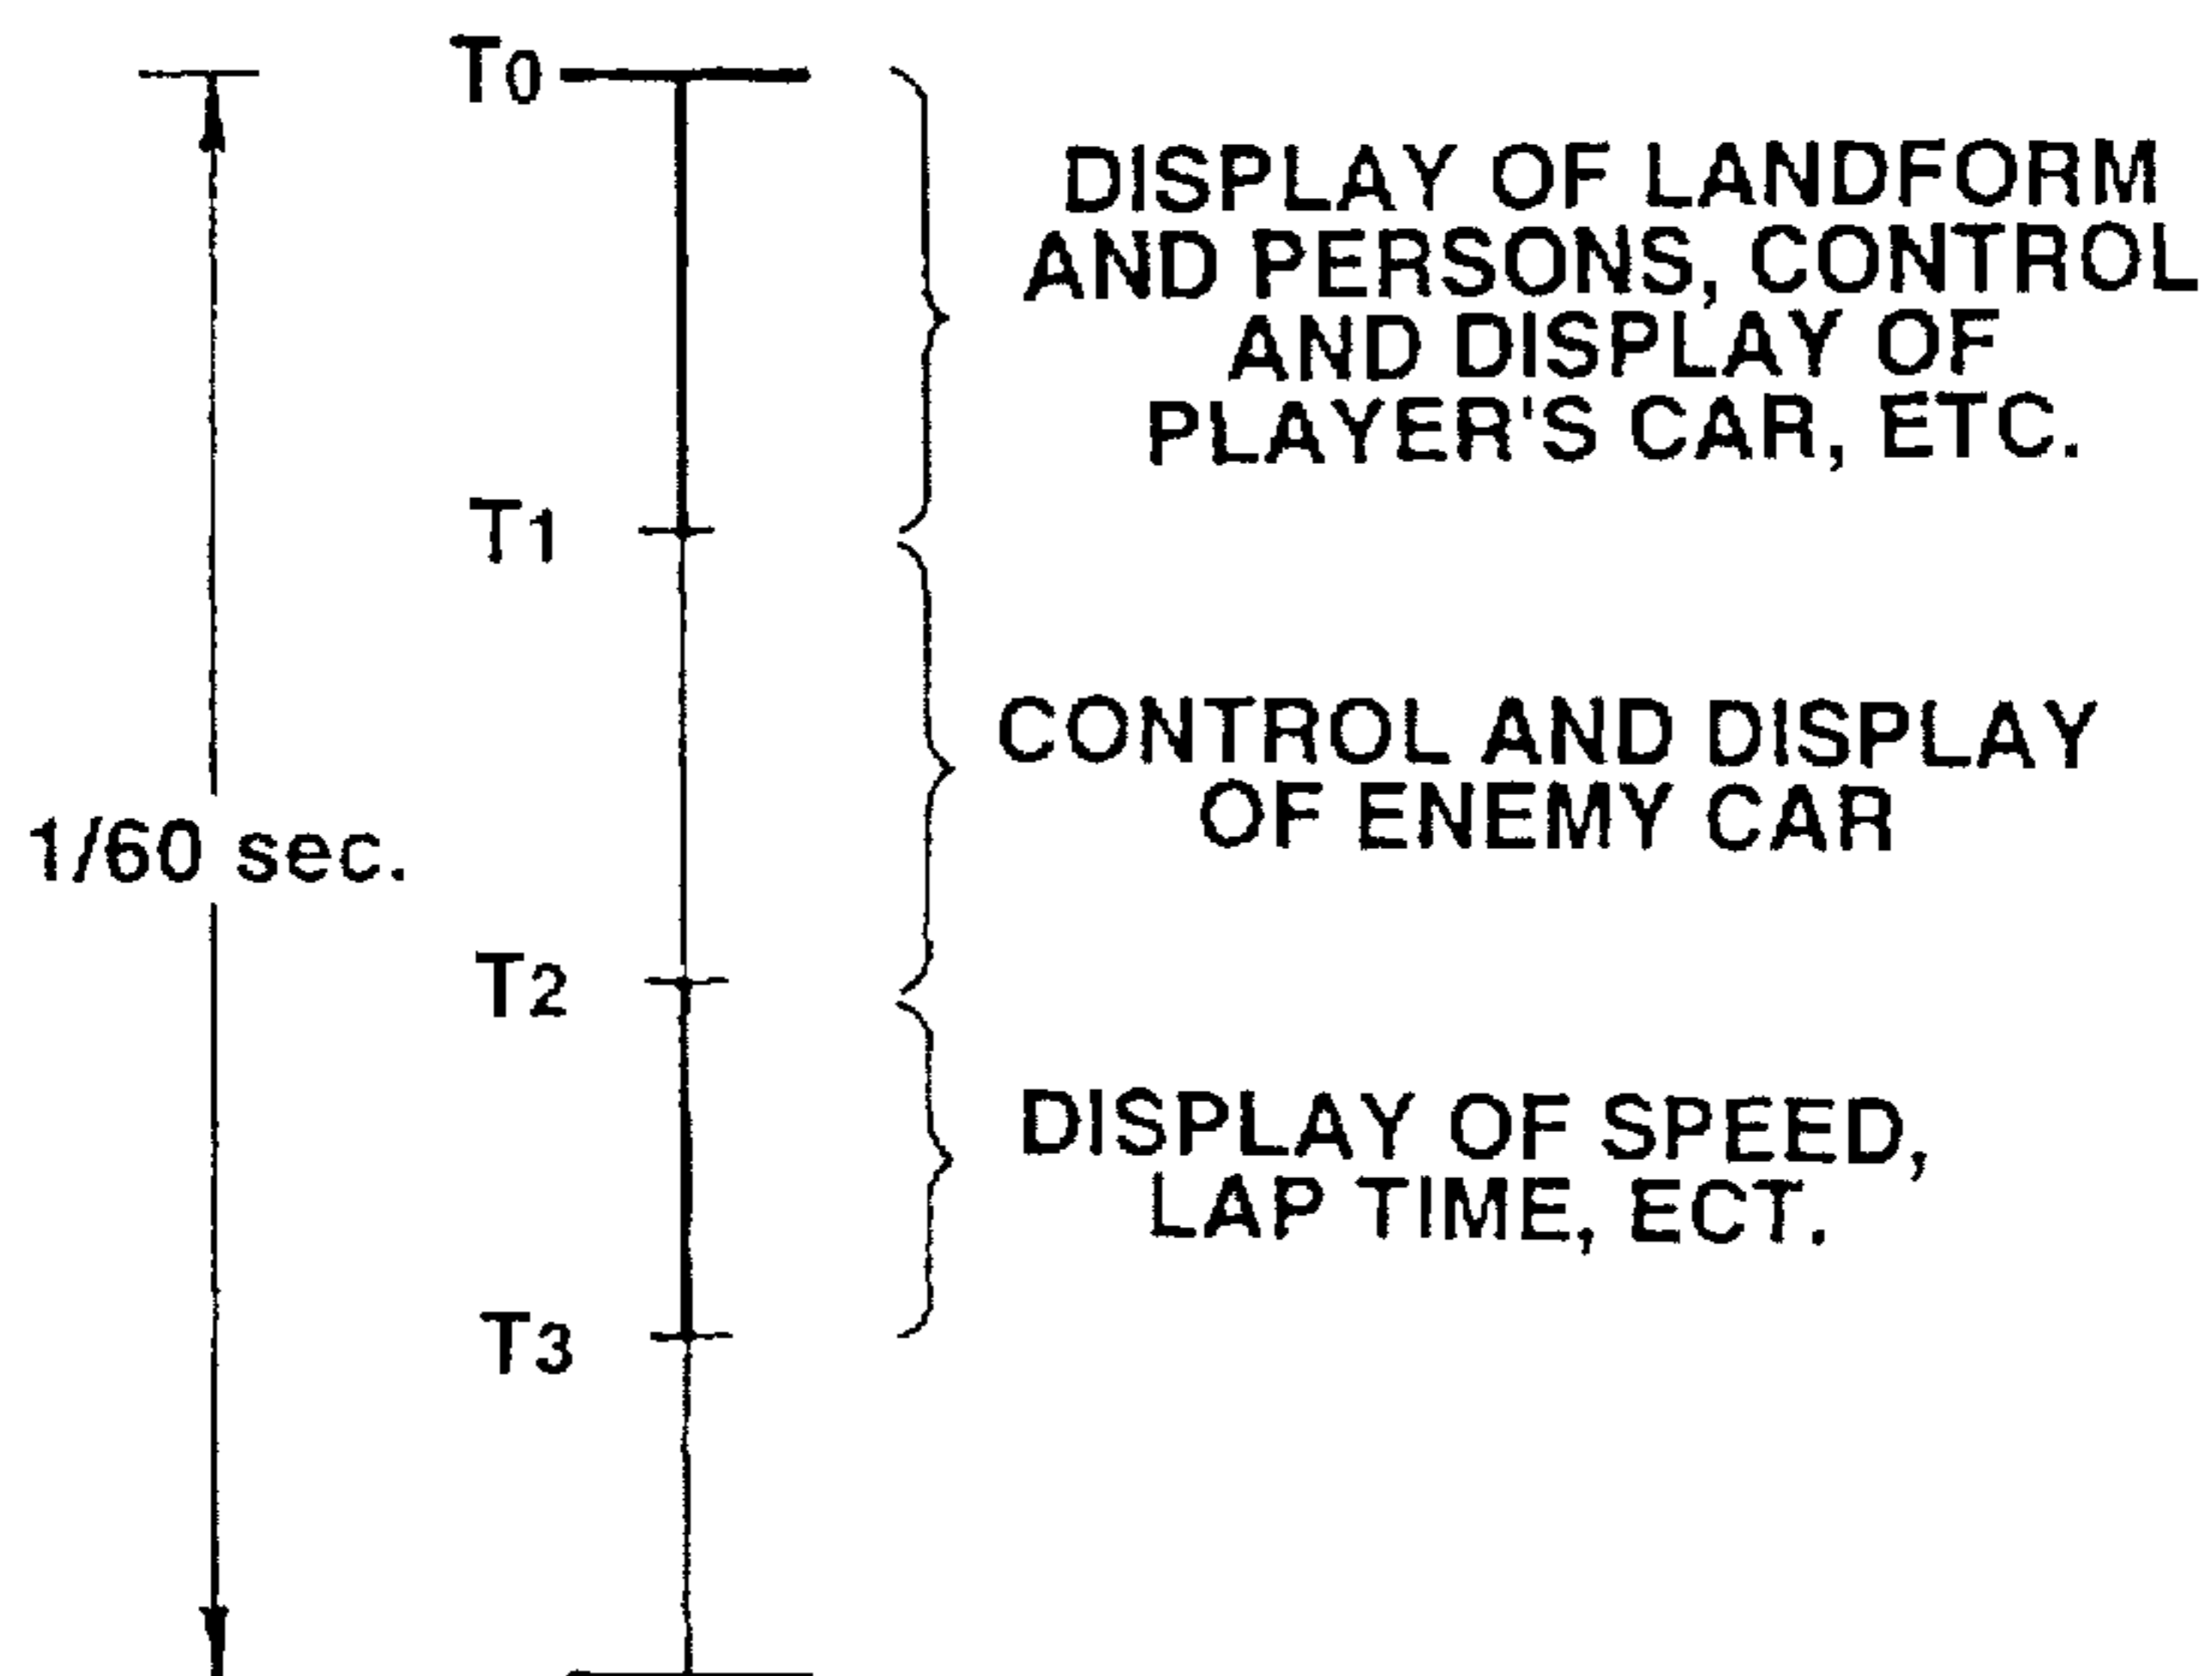 T0
DISPLAY OF LANDFORM
AND PERSONS, CONTROL
AND DISPLAY OF
PLAYER'S CAR, ETC.
T1
CONTROL AND DISPLAY
OF ENEMY CAR
1/60 sec.
T2
DISPLAY OF SPEED,
LAP TIME, ECT.
T3